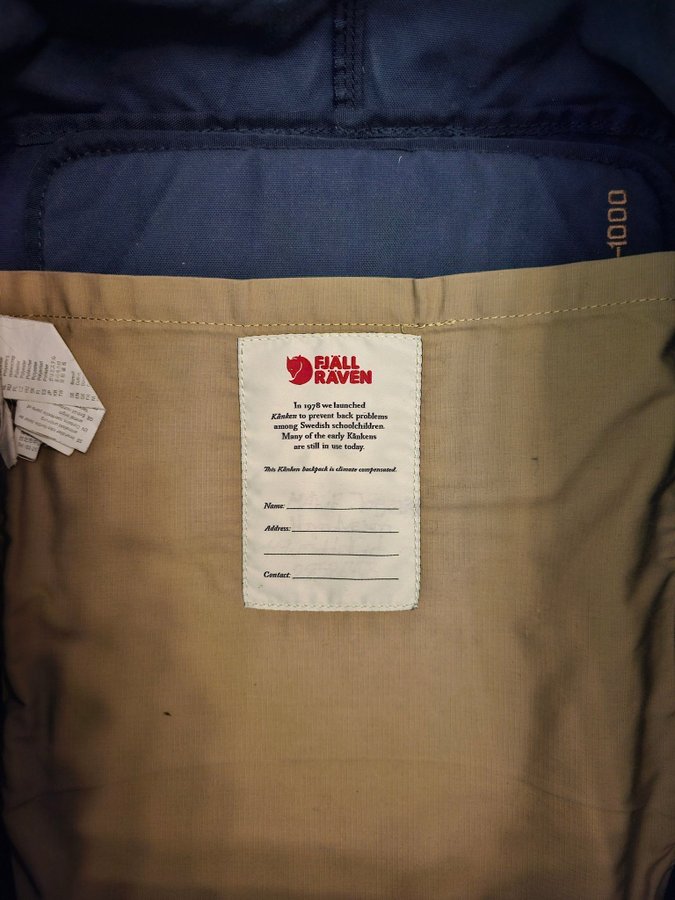 -1000
FJÄLL
RÄVEN
In 1978 we launched
Kånken to prevent back problems
among Swedish schoolchildren.
Many of the early Kånkens
are still in use today.
This Kånken backpack is climate compensated.
Name:
Address:
Contact: